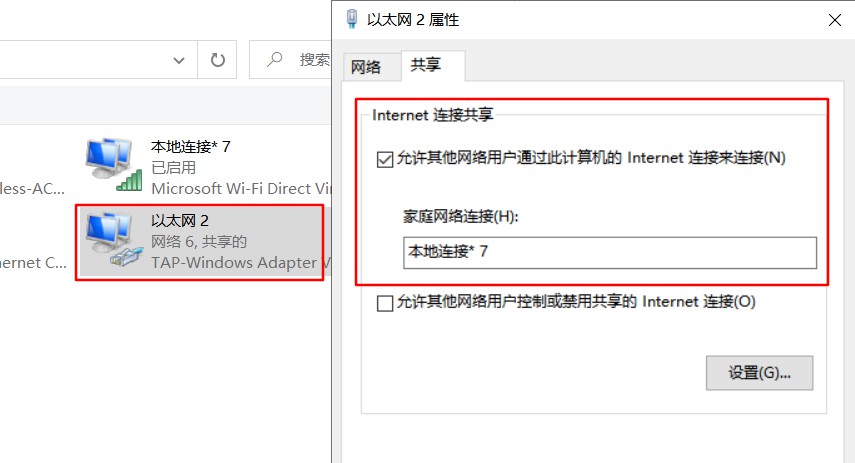 以太网 2 属性
搜索
网络
共享
Internet 连接共享
本地连接* 7
已启用
less-AC...
Microsoft Wi-Fi Direct Vir
允许其他网络用户通过此计算机的 Internet 连接来连接(N)
家庭网络连接(H):
本地连接* 7
以太网 2
网络 6, 共享的
hernet C...
TAP-Windows Adapter V
允许其他网络用户控制或禁用共享的 Internet 连接(O)
设置(G)...